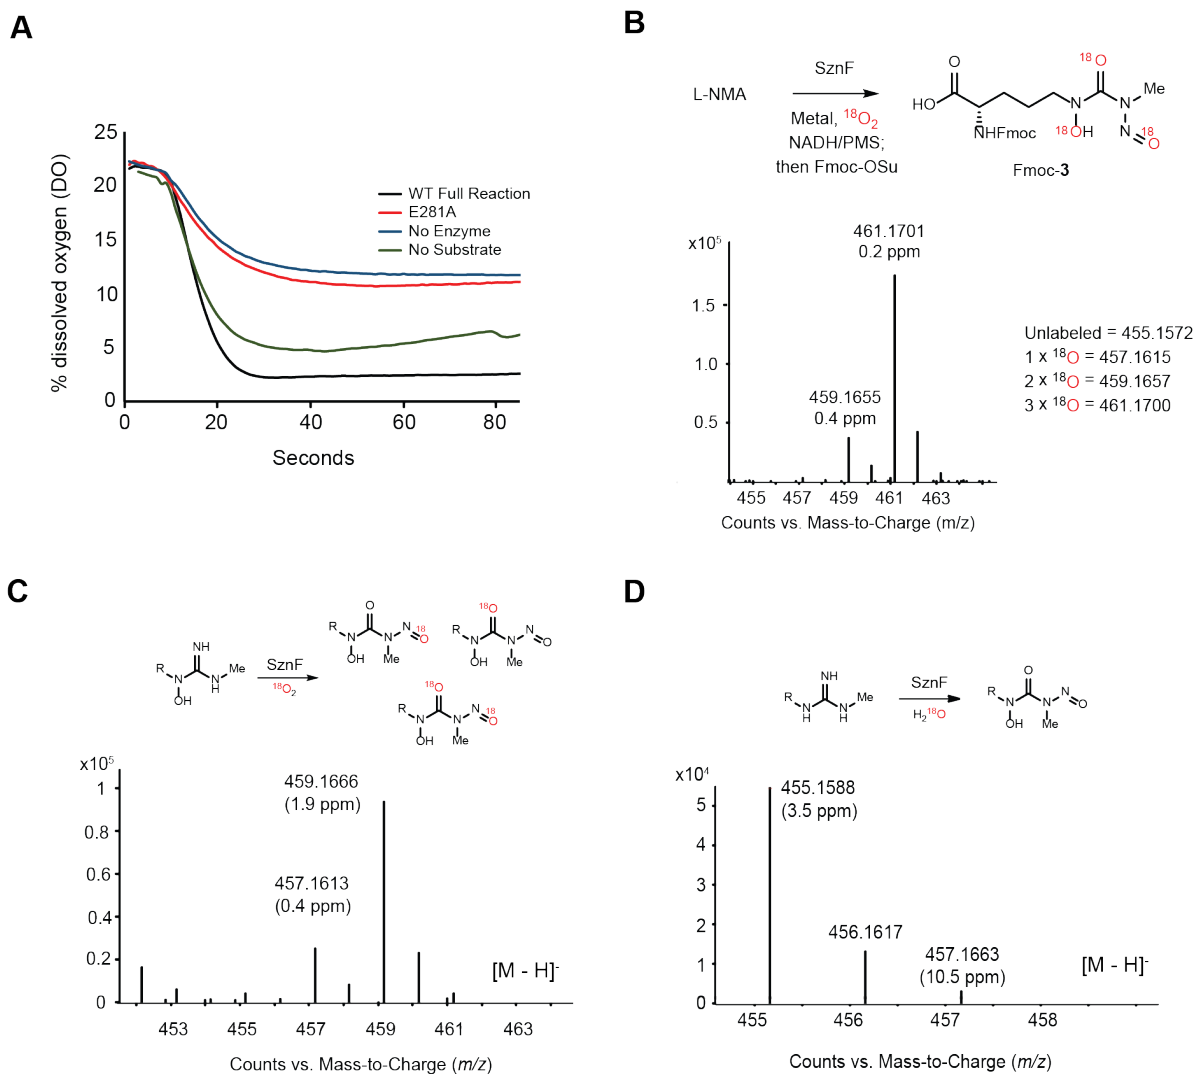 A
25
20
15
10
5
0
% dissolved oxygen (DO)
WT Full Reaction
E281A
No Enzyme
No Substrate
0 20 40 60 80
Seconds
B
L-NMA
SznF
Metal, ¹⁸O₂
NADH/PMS;
then Fmoc-OSu
O
HO
NHFmoc
¹⁸O
N
¹⁸OH
N
Me
N
¹⁸O
Fmoc-3
x10⁵
1.5
1.0
0.5
461.1701
0.2 ppm
459.1655
0.4 ppm
Unlabeled = 455.1572
1 x ¹⁸O = 457.1615
2 x ¹⁸O = 459.1657
3 x ¹⁸O = 461.1700
455 457 459 461 463
Counts vs. Mass-to-Charge (m/z)
C
NH
R
N
OH
N
H
Me
SznF
¹⁸O₂
O
R
N
OH
N
Me
N
¹⁸O
¹⁸O
R
N
OH
N
Me
N
O
¹⁸O
R
N
OH
N
Me
N
¹⁸O
x10⁵
1
0.8
0.6
0.4
0.2
0
459.1666
(1.9 ppm)
457.1613
(0.4 ppm)
[M - H]⁻
453 455 457 459 461 463
Counts vs. Mass-to-Charge (m/z)
D
NH
R
N
H
N
H
Me
SznF
H₂¹⁸O
O
R
N
OH
N
Me
N
O
x10⁴
5
4
3
2
1
0
455.1588
(3.5 ppm)
456.1617
457.1663
(10.5 ppm)
[M - H]⁻
455 456 457 458
Counts vs. Mass-to-Charge (m/z)